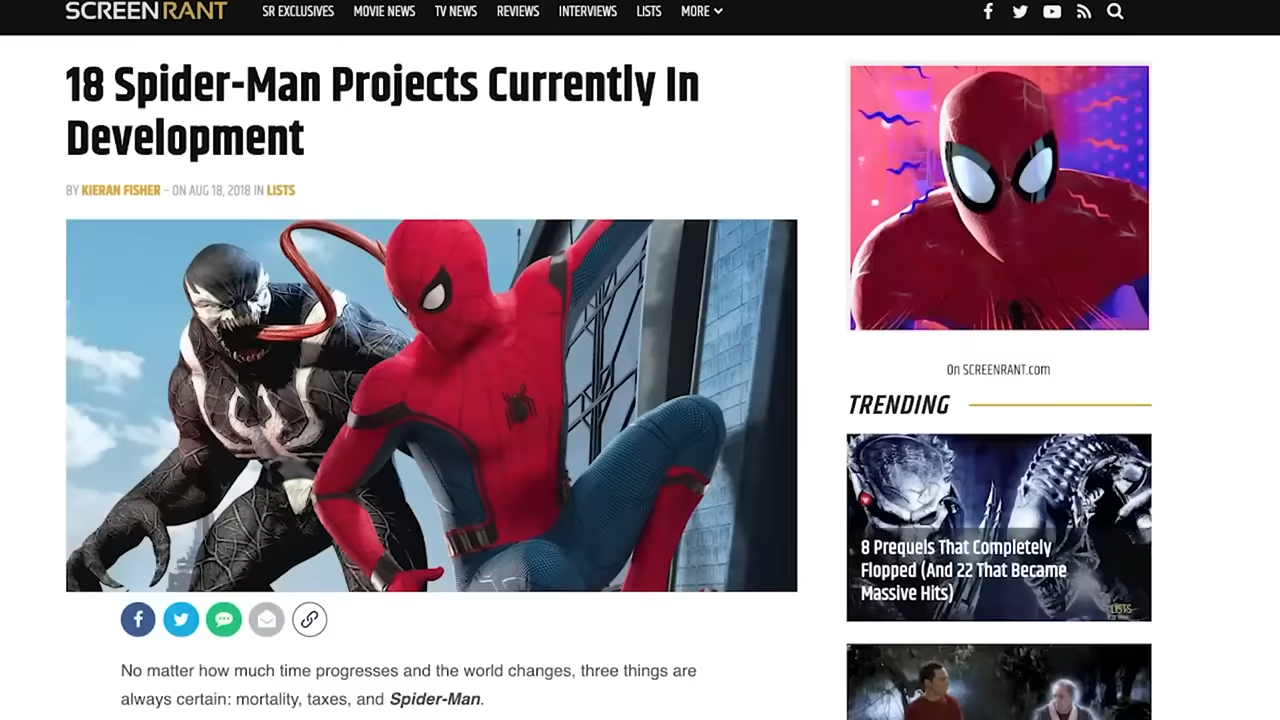 SCREENRANT
SR EXCLUSIVES MOVIE NEWS TV NEWS REVIEWS INTERVIEWS LISTS MORE
18 Spider-Man Projects Currently In
Development
BY KIERAN FISHER – ON AUG 18, 2018 IN LISTS
No matter how much time progresses and the world changes, three things are
always certain: mortality, taxes, and Spider-Man.
On SCREENRANT.com
TRENDING
8 Prequels That Completely
Flopped (And 22 That Became
Massive Hits)
LISTS